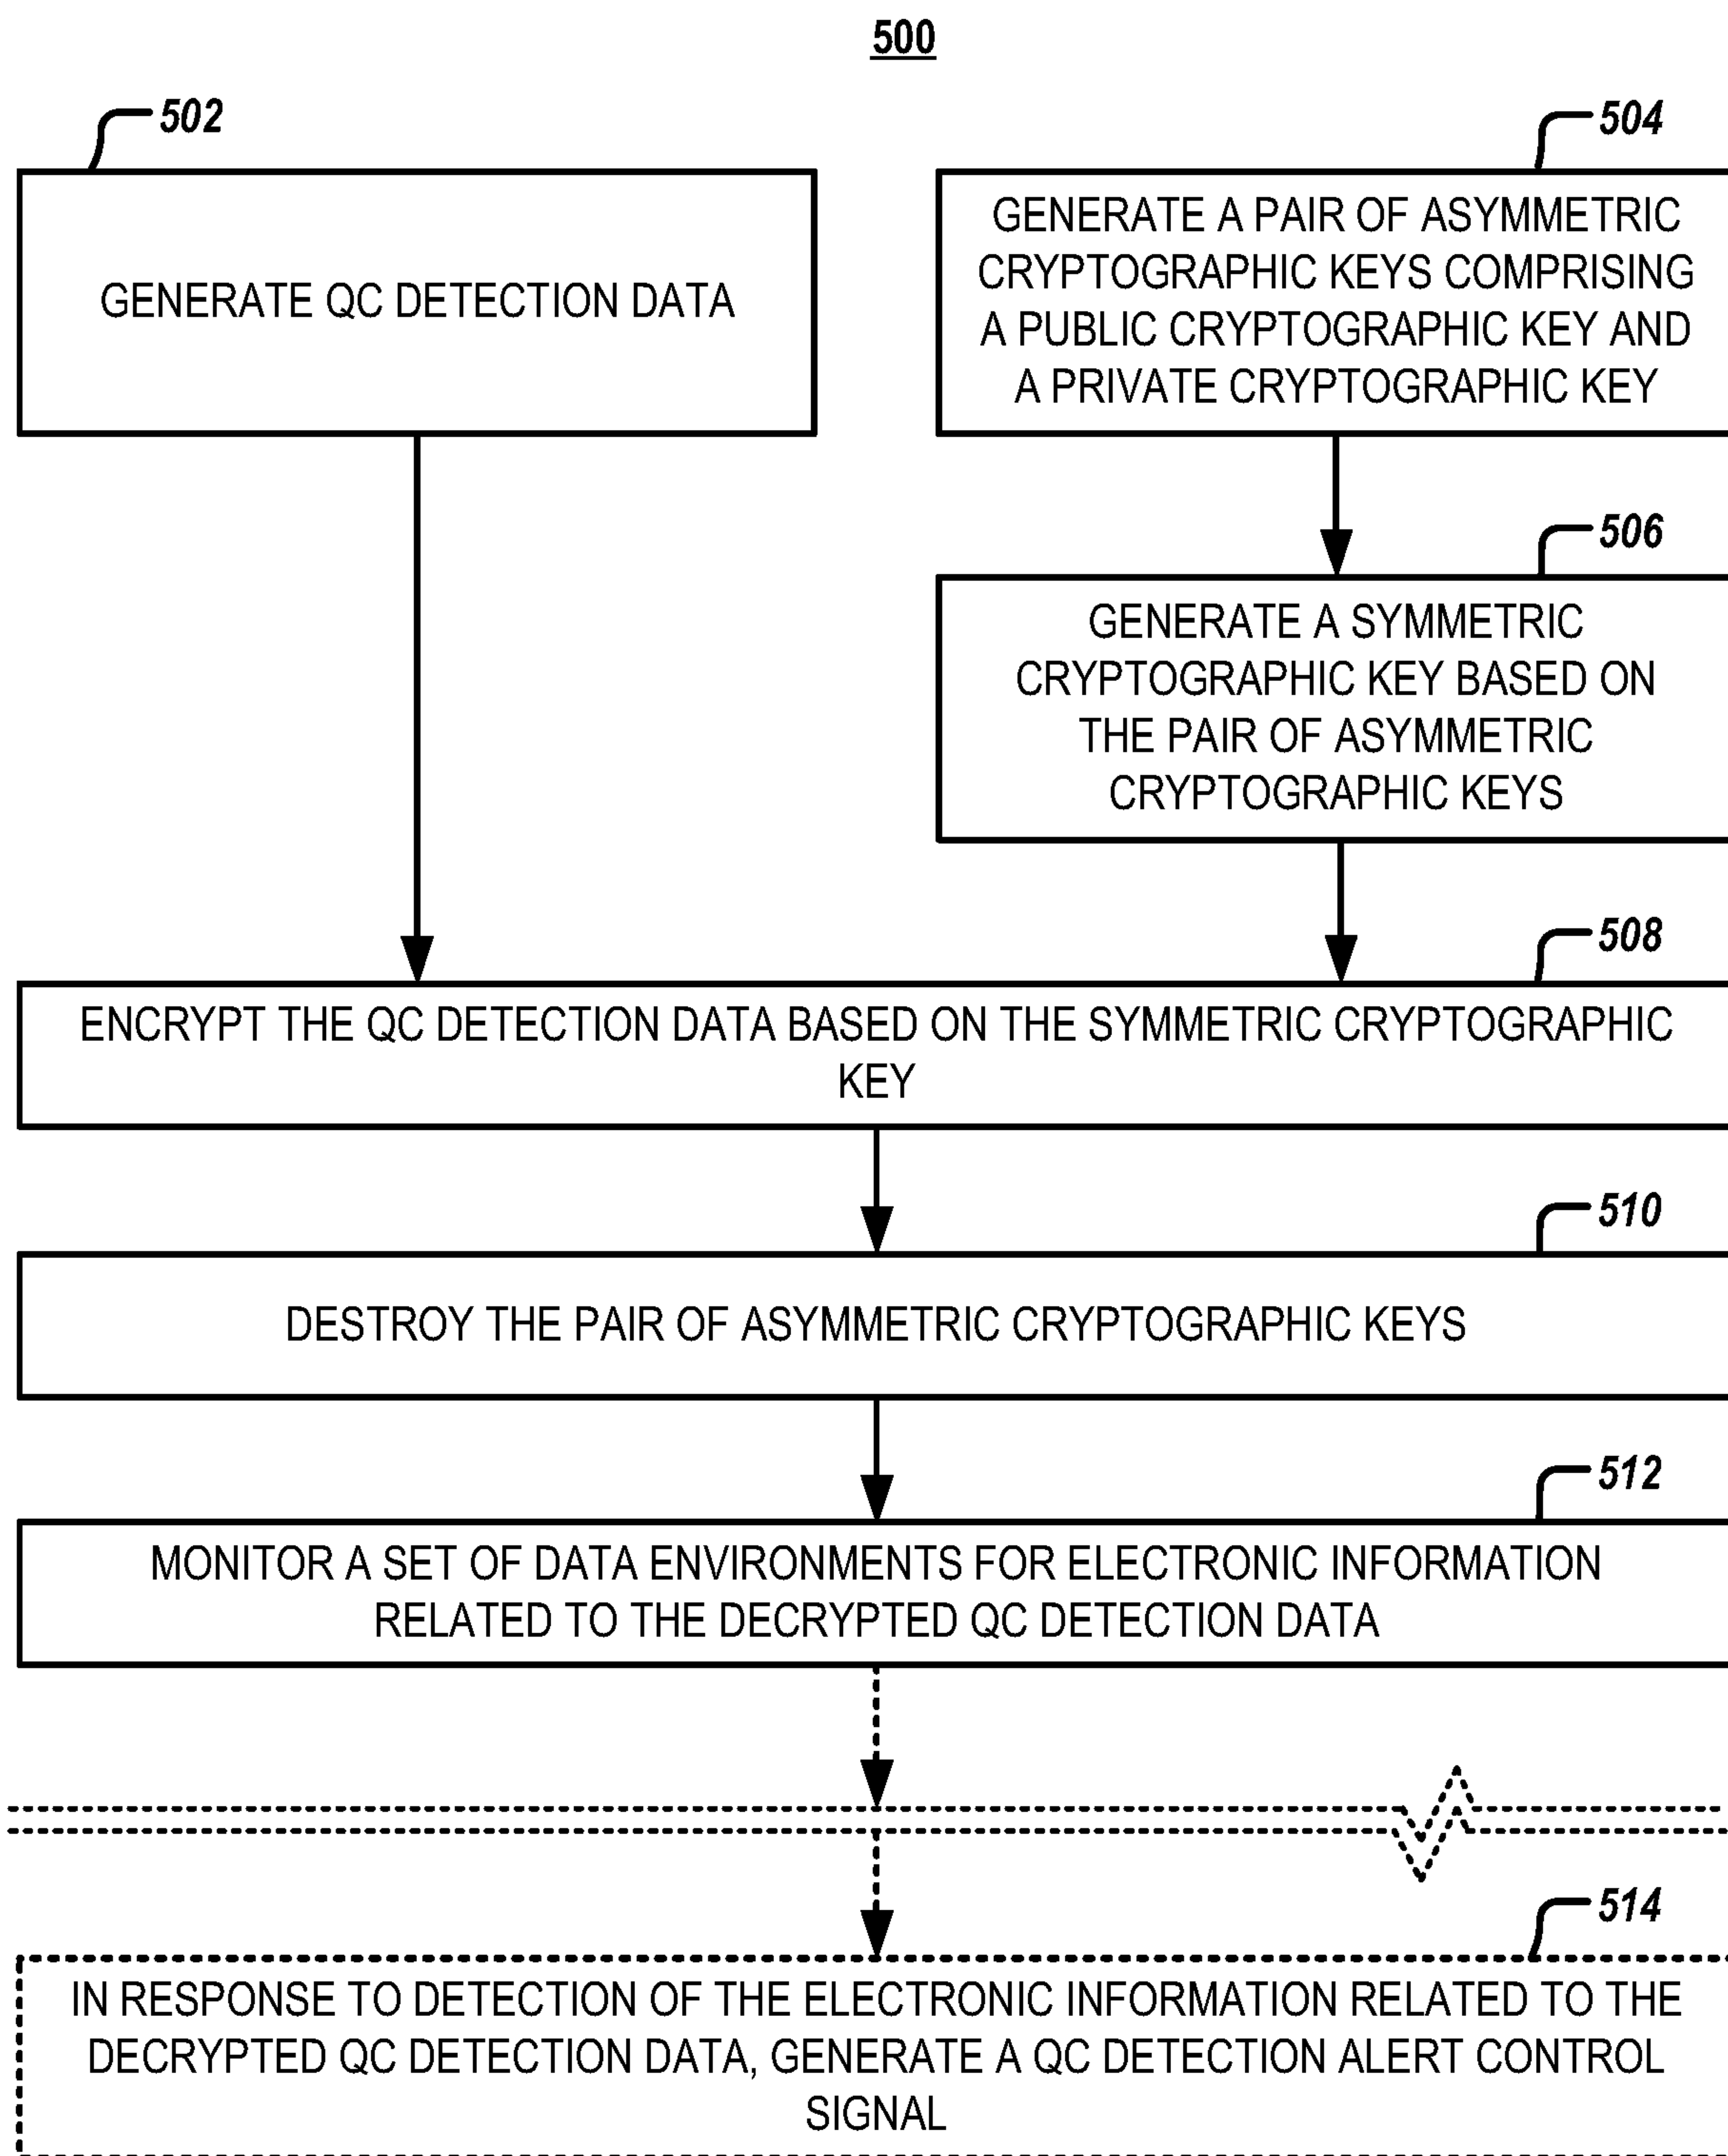 500
502
GENERATE QC DETECTION DATA
504
GENERATE A PAIR OF ASYMMETRIC
CRYPTOGRAPHIC KEYS COMPRISING
A PUBLIC CRYPTOGRAPHIC KEY AND
A PRIVATE CRYPTOGRAPHIC KEY
506
GENERATE A SYMMETRIC
CRYPTOGRAPHIC KEY BASED ON
THE PAIR OF ASYMMETRIC
CRYPTOGRAPHIC KEYS
508
ENCRYPT THE QC DETECTION DATA BASED ON THE SYMMETRIC CRYPTOGRAPHIC
KEY
510
DESTROY THE PAIR OF ASYMMETRIC CRYPTOGRAPHIC KEYS
512
MONITOR A SET OF DATA ENVIRONMENTS FOR ELECTRONIC INFORMATION
RELATED TO THE DECRYPTED QC DETECTION DATA
514
IN RESPONSE TO DETECTION OF THE ELECTRONIC INFORMATION RELATED TO THE
DECRYPTED QC DETECTION DATA, GENERATE A QC DETECTION ALERT CONTROL
SIGNAL